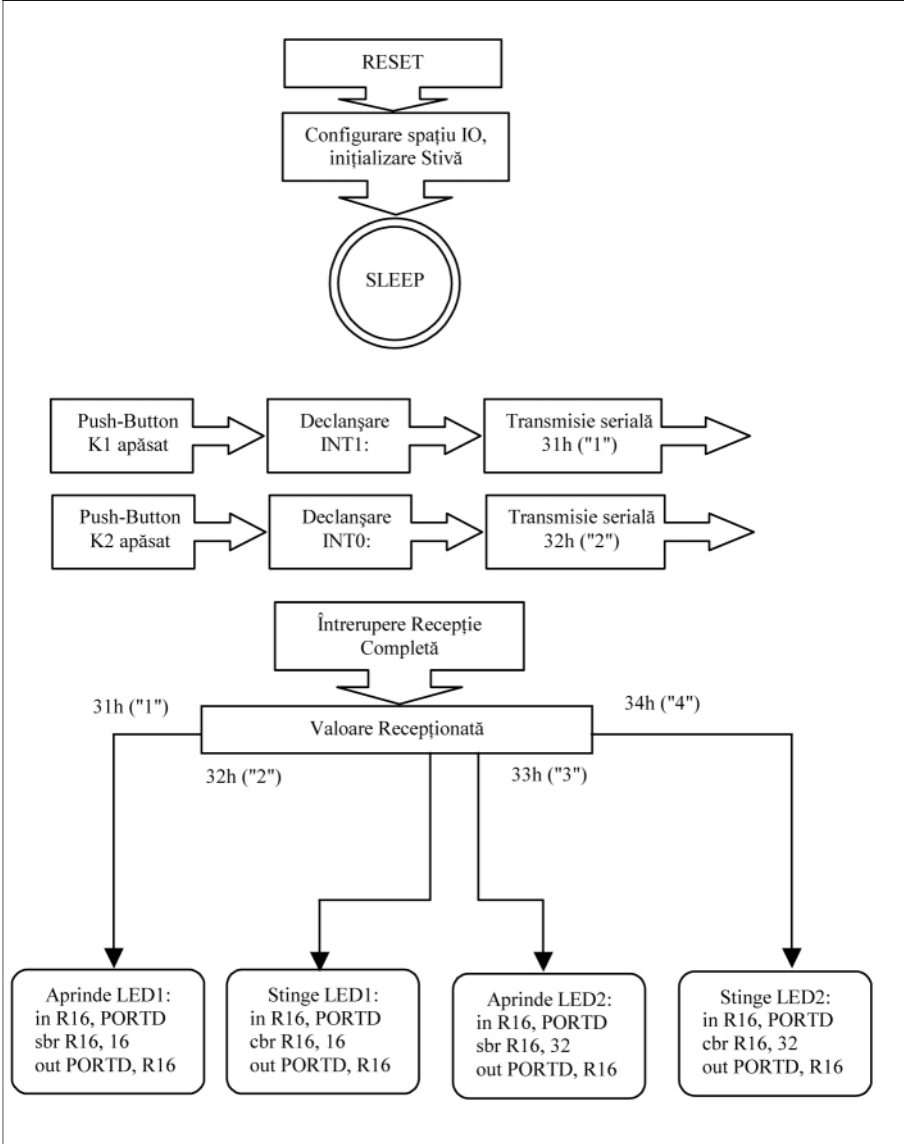 RESET
Configurare spațiu IO,
inițializare Stivă
SLEEP
Push-Button
K1 apăsat
Declanşare
INT1:
Transmisie serială
31h ("1")
Push-Button
K2 apăsat
Declanşare
INT0:
Transmisie serială
32h ("2")
Întrerupere Recepție
Completă
31h ("1")
34h ("4")
Valoare Recepționată
32h ("2")
33h ("3")
Aprinde LED1:
in R16, PORTD
sbr R16, 16
out PORTD, R16
Stinge LED1:
in R16, PORTD
cbr R16, 16
out PORTD, R16
Aprinde LED2:
in R16, PORTD
sbr R16, 32
out PORTD, R16
Stinge LED2:
in R16, PORTD
cbr R16, 32
out PORTD, R16